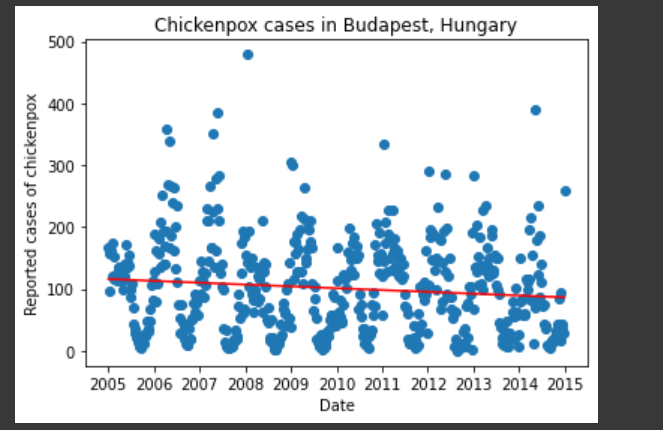 Chickenpox cases in Budapest, Hungary
500
400
300
200
100
0
Reported cases of chickenpox
2005 2006 2007 2008 2009 2010 2011 2012 2013 2014 2015
Date